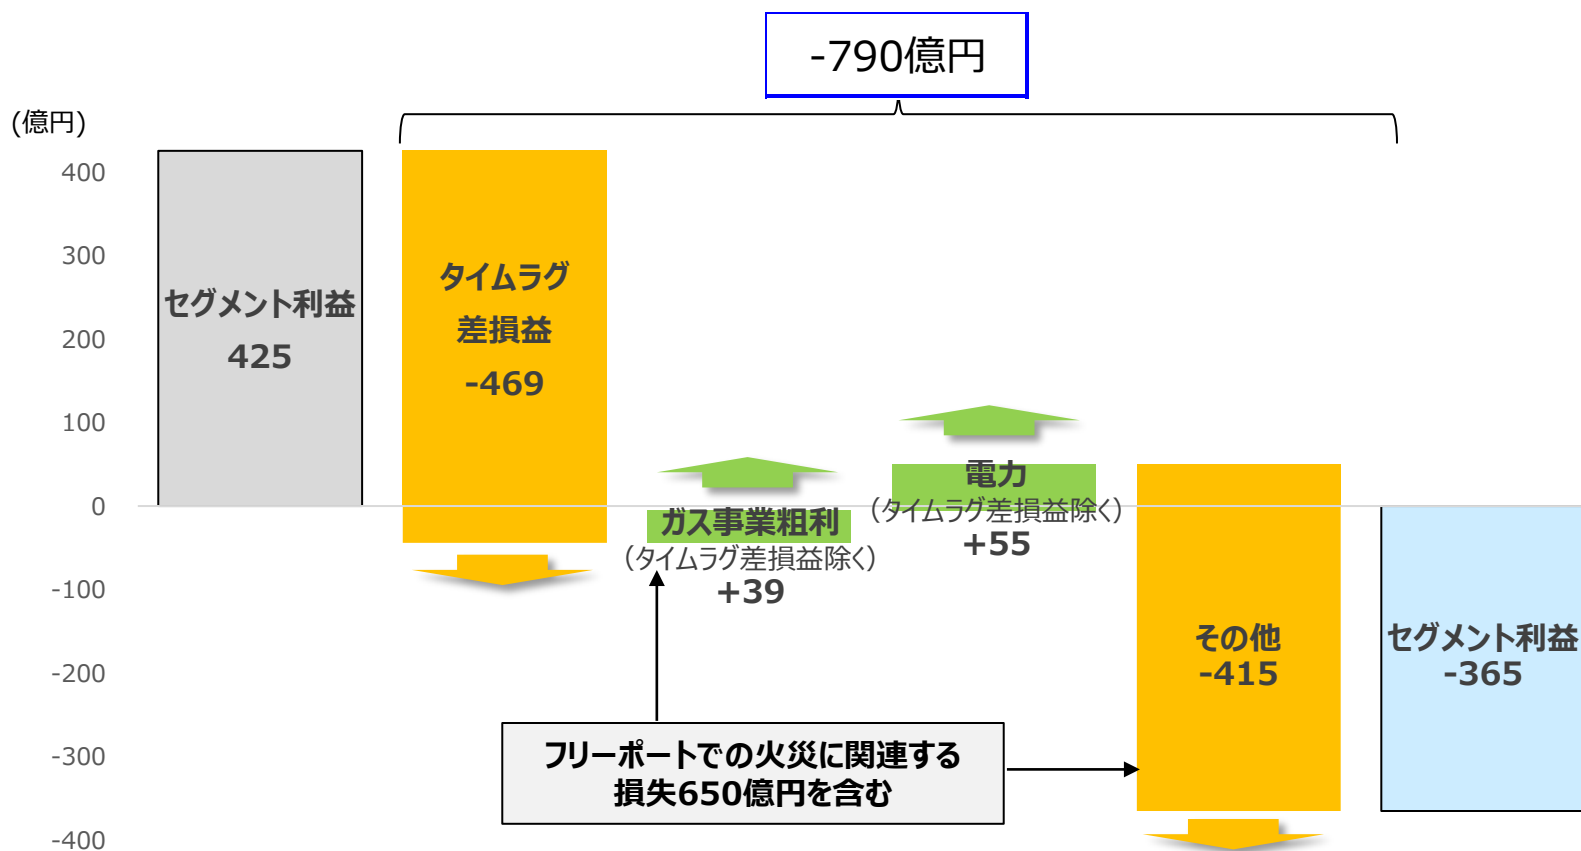 -790億円
(億円)
400
300
200
100
0
-100
-200
-300
-400
セグメント利益
425
タイムラグ
差損益
-469
ガス事業粗利
（タイムラグ差損益除く）
+39
電力
（タイムラグ差損益除く）
+55
その他
-415
セグメント利益
-365
フリーポートでの火災に関連する
損失650億円を含む